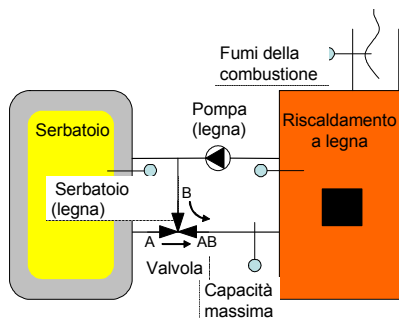 Fumi della
combustione
Pompa
(legna)
Serbatoio
Riscaldamento
a legna
Serbatoio
(legna)
B
A
AB
Valvola
Capacità
massima